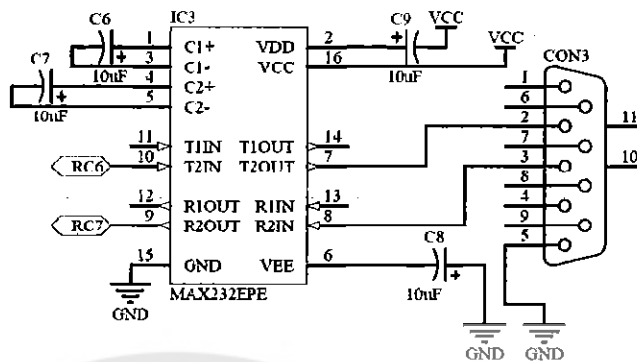 C6
10uF
C7
10uF
IC3
1
3
4
5
C1+
C1-
C2+
C2-
VDD
VCC
2
16
C9
10uF
VCC
VCC
CON3
11
10
T1IN
T2IN
T1OUT
T2OUT
14
7
RC6
12
9
R1OUT
R2OUT
R1IN
R2IN
13
8
RC7
15
GND
VEE
6
MAX232EPE
GND
C8
10uF
GND
GND
1
6
2
7
3
8
4
9
5
11
10